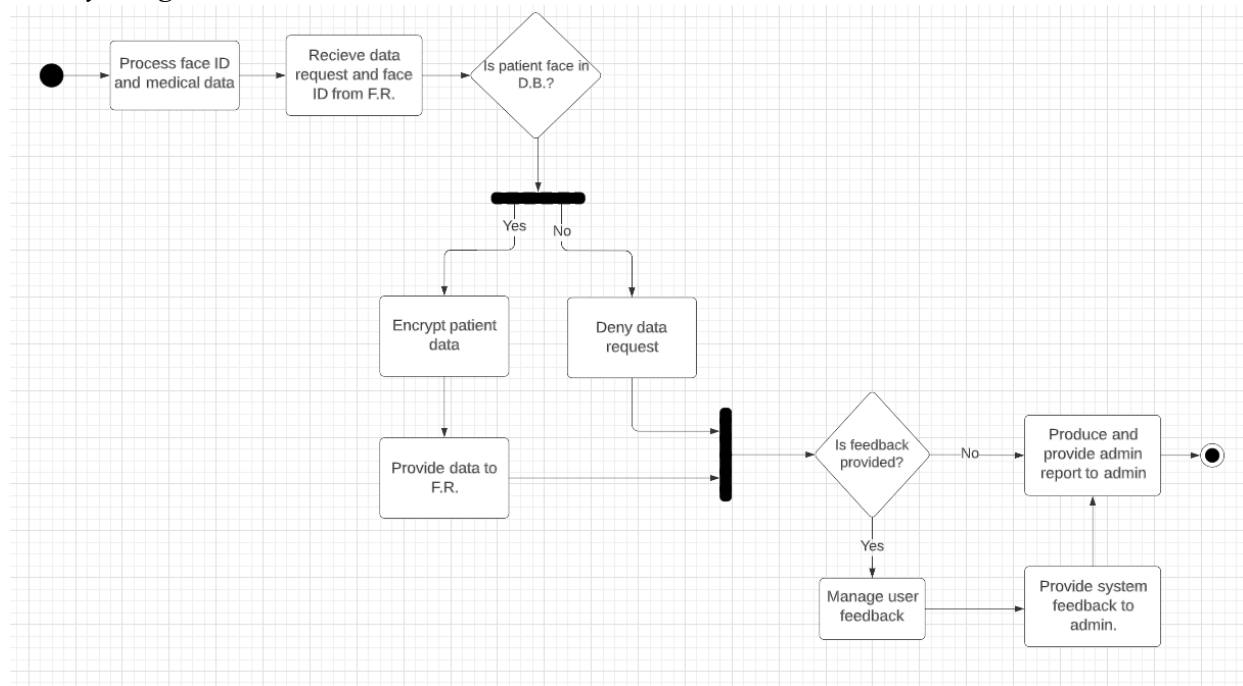 Process face ID
and medical data
Recieve data
request and face
ID from F.R.
Is patient face in
D.B.?
Yes
No
Encrypt patient
data
Deny data
request
Provide data to
F.R.
Is feedback
provided?
No
Produce and
provide admin
report to admin
Yes
Manage user
feedback
Provide system
feedback to
admin.